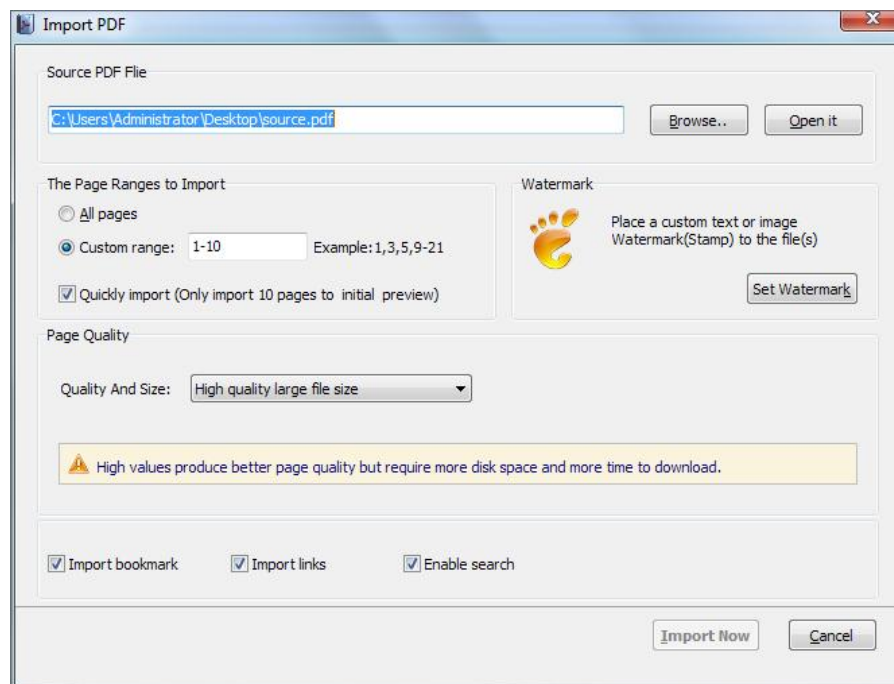 Import PDF
Source PDF Flie
C:\Users\Administrator\Desktop\source.pdf
Browse..
Open it
The Page Ranges to Import
All pages
Custom range: 1-10 Example:1,3,5,9-21
Quickly import (Only import 10 pages to initial preview)
Watermark
Place a custom text or image
Watermark(Stamp) to the file(s)
Set Watermark
Page Quality
Quality And Size: High quality large file size
High values produce better page quality but require more disk space and more time to download.
Import bookmark Import links Enable search
Import Now Cancel